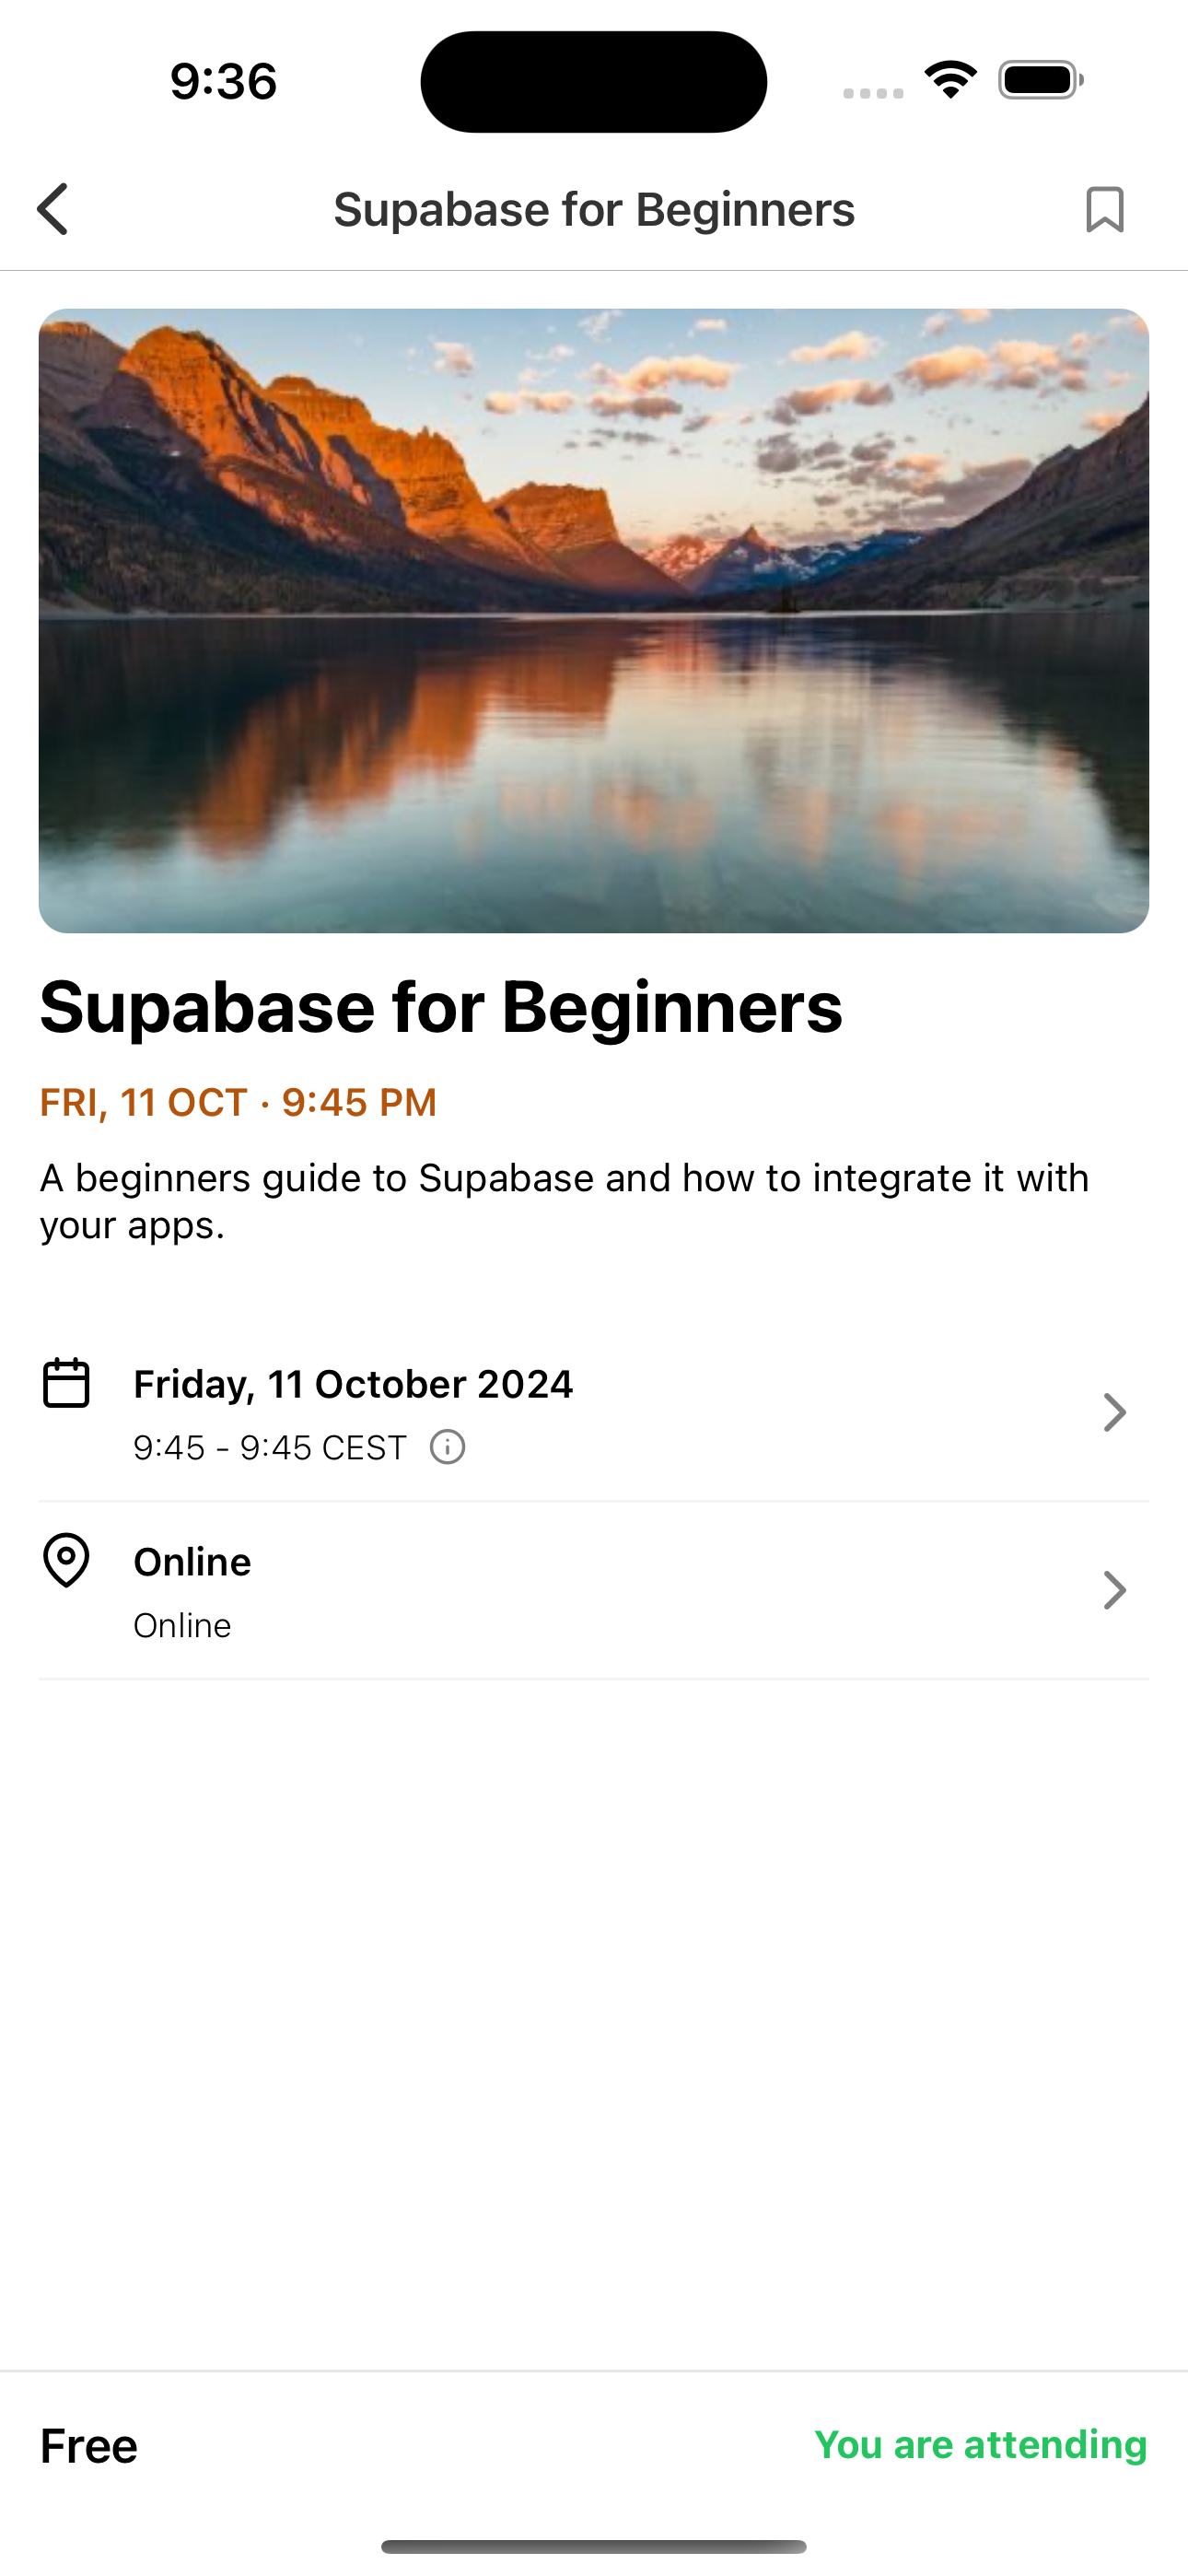 9:36
Supabase for Beginners
Supabase for Beginners
FRI, 11 OCT · 9:45 PM
A beginners guide to Supabase and how to integrate it with
your apps.
Friday, 11 October 2024
9:45 - 9:45 CEST
Online
Online
Free
You are attending